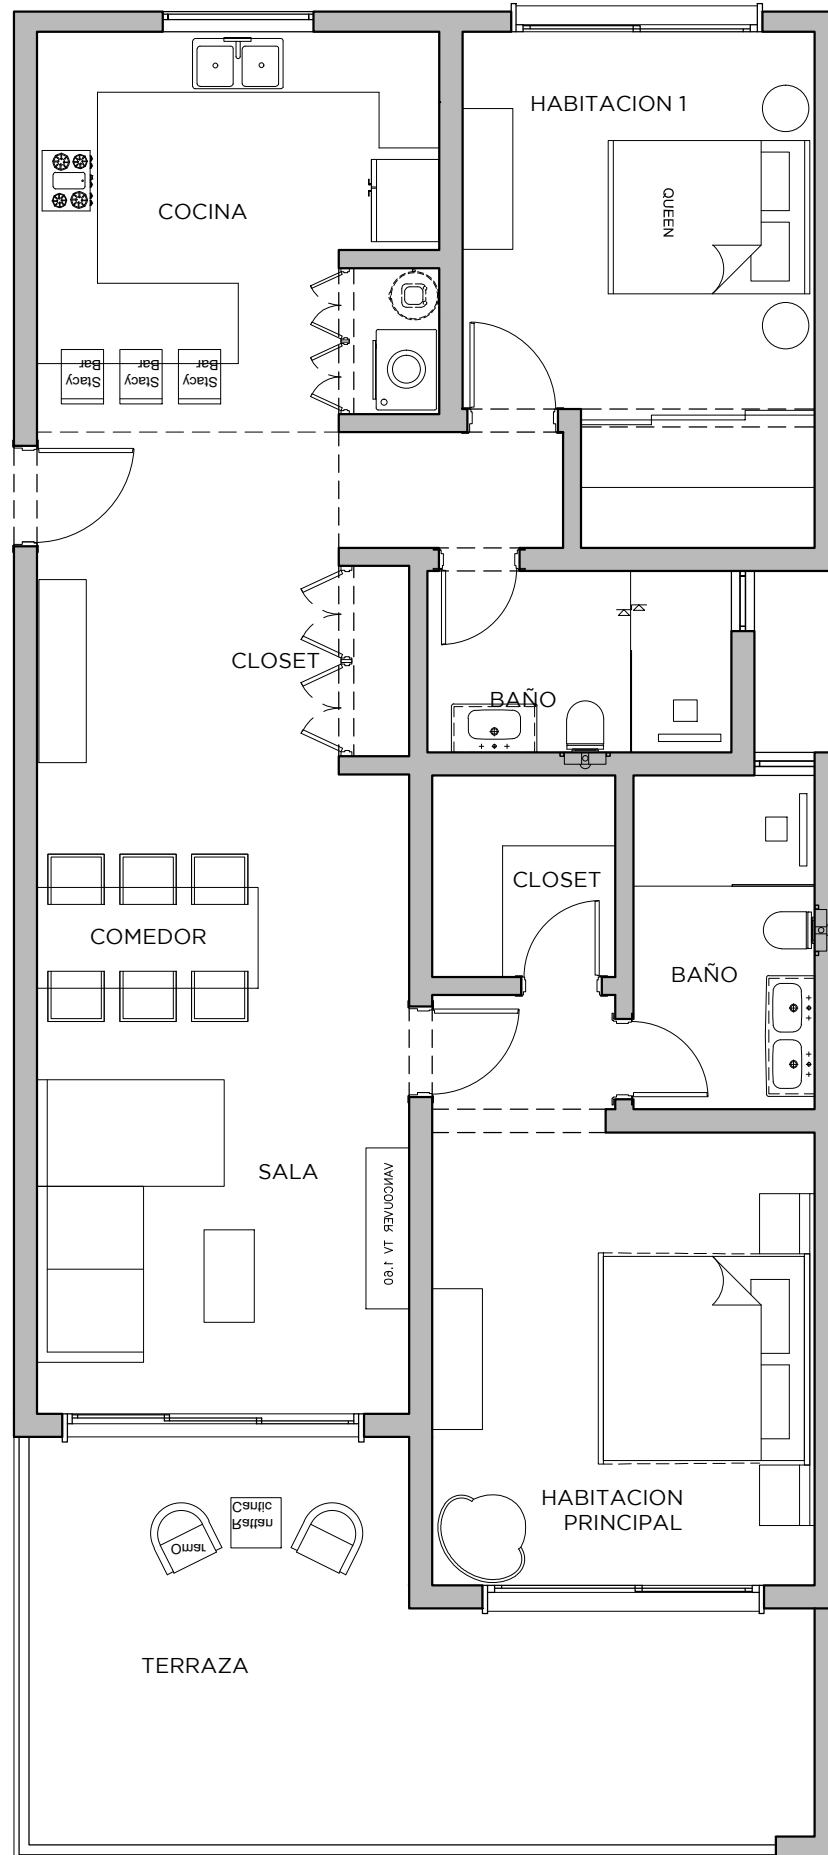 HABITACION 1
QUEEN
COCINA
Stacy
Bar
Stacy
Bar
Stacy
Bar
CLOSET
BAÑO
CLOSET
COMEDOR
BAÑO
SALA
VANCOUVER TV 1.60
HABITACION
PRINCIPAL
Omar
Rattan
Cantic
TERRAZA